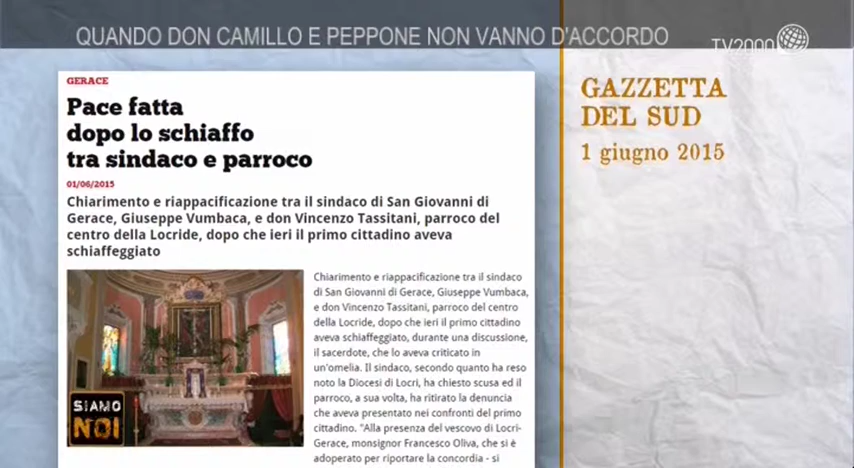 QUANDO DON CAMILLO E PEPPONE NON VANNO D'ACCORDO
TV2000
GERACE
Pace fatta
dopo lo schiaffo
tra sindaco e parroco
01/06/2015
Chiarimento e riappacificazione tra il sindaco di San Giovanni di
Gerace, Giuseppe Vumbaca, e don Vincenzo Tassitani, parroco del
centro della Locride, dopo che ieri il primo cittadino aveva
schiaffeggiato
Chiarimento e riappacificazione tra il sindaco
di San Giovanni di Gerace, Giuseppe Vumbaca,
e don Vincenzo Tassitani, parroco del centro
della Locride, dopo che ieri il primo cittadino
aveva schiaffeggiato, durante una discussione,
il sacerdote, che lo aveva criticato in
un'omelia. Il sindaco, secondo quanto ha reso
noto la Diocesi di Locri, ha chiesto scusa ed il
parroco, a sua volta, ha ritirato la denuncia
che aveva presentato nei confronti del primo
cittadino. "Alla presenza del vescovo di Locri-
Gerace, monsignor Francesco Oliva, che si è
adoperato per riportare la concordia - si
SIAMO
NOI
GAZZETTA
DEL SUD
1 giugno 2015